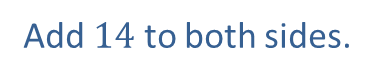 Add 14 to both sides.